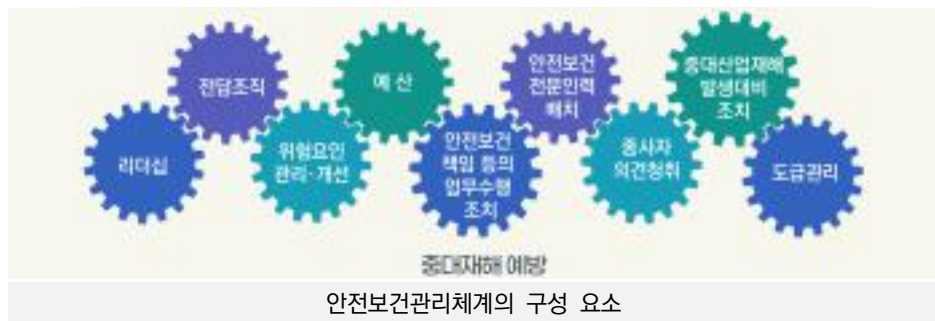 리더십
전담조직
위험요인
관리·개선
예 산
안전보건
책임 등의
업무수행
조치
안전보건
전문인력
배치
종사자
의견청취
중대산업재해
발생대비
조치
도급관리
중대재해 예방
안전보건관리체계의 구성 요소